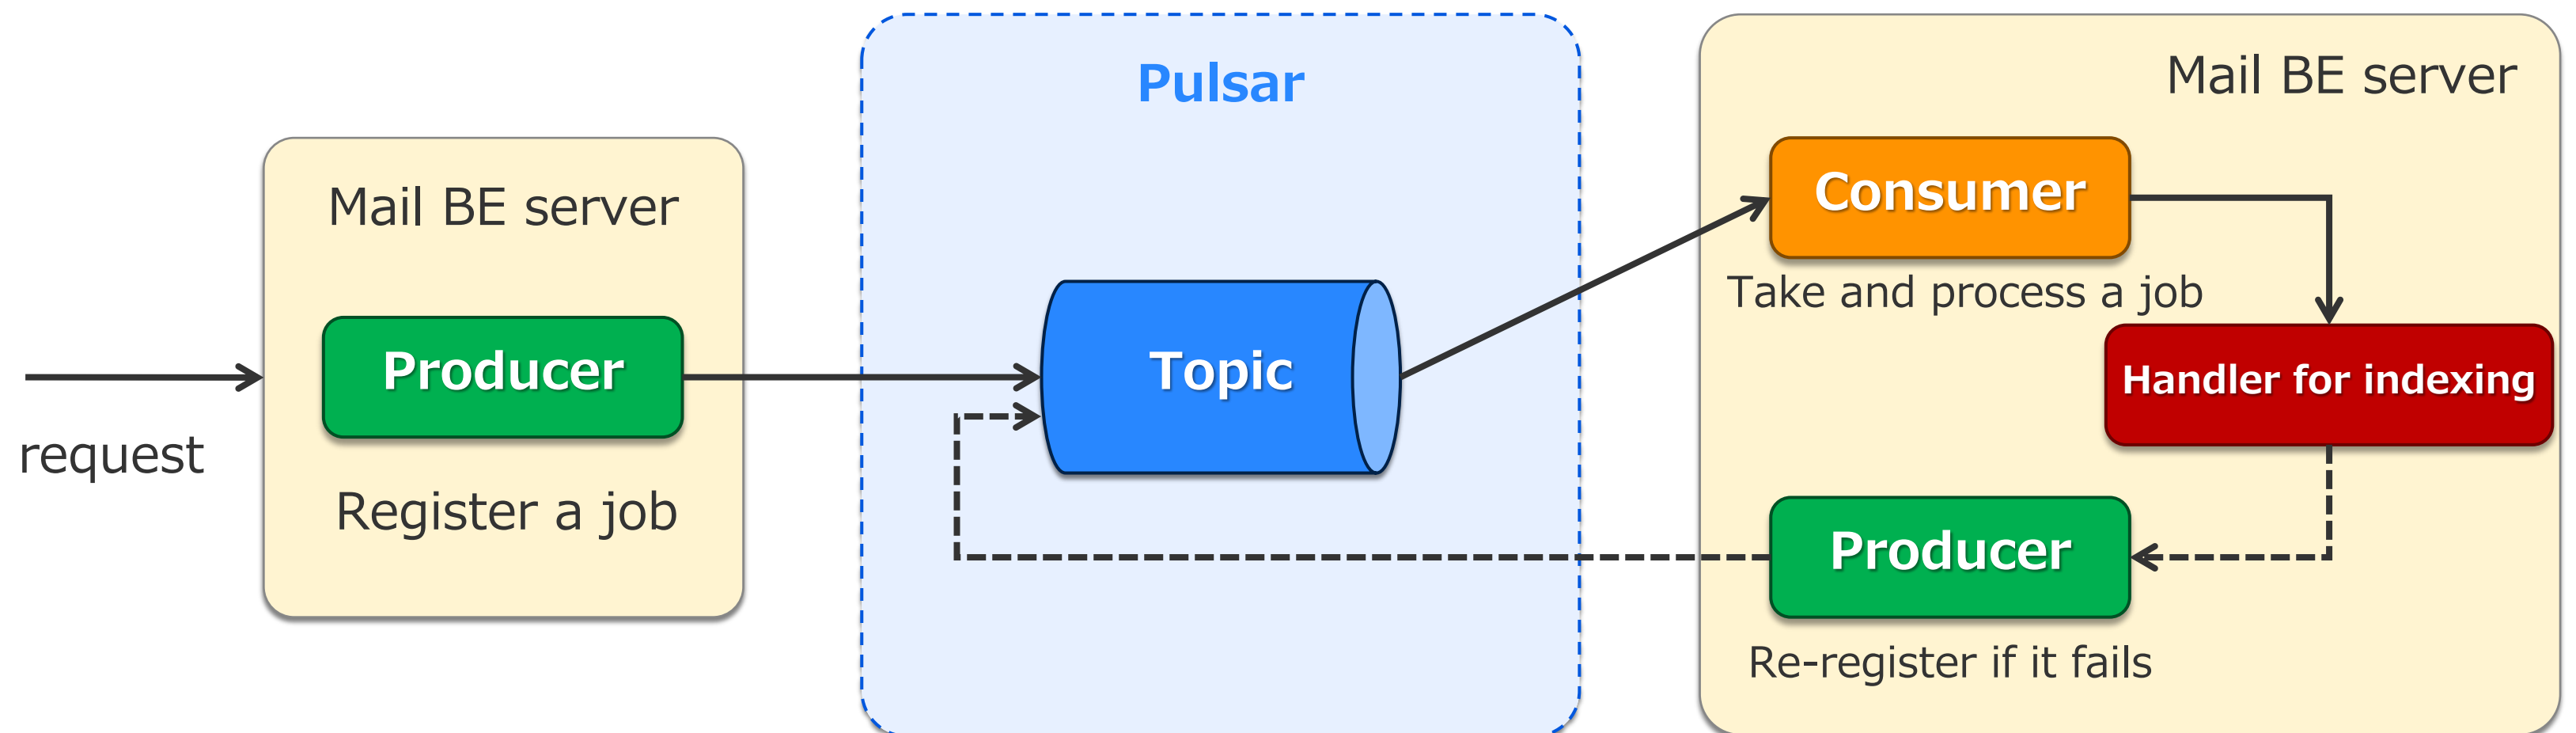 request
Mail BE server
Producer
Register a job
Pulsar
Topic
Mail BE server
Consumer
Take and process a job
Handler for indexing
Producer
Re-register if it fails